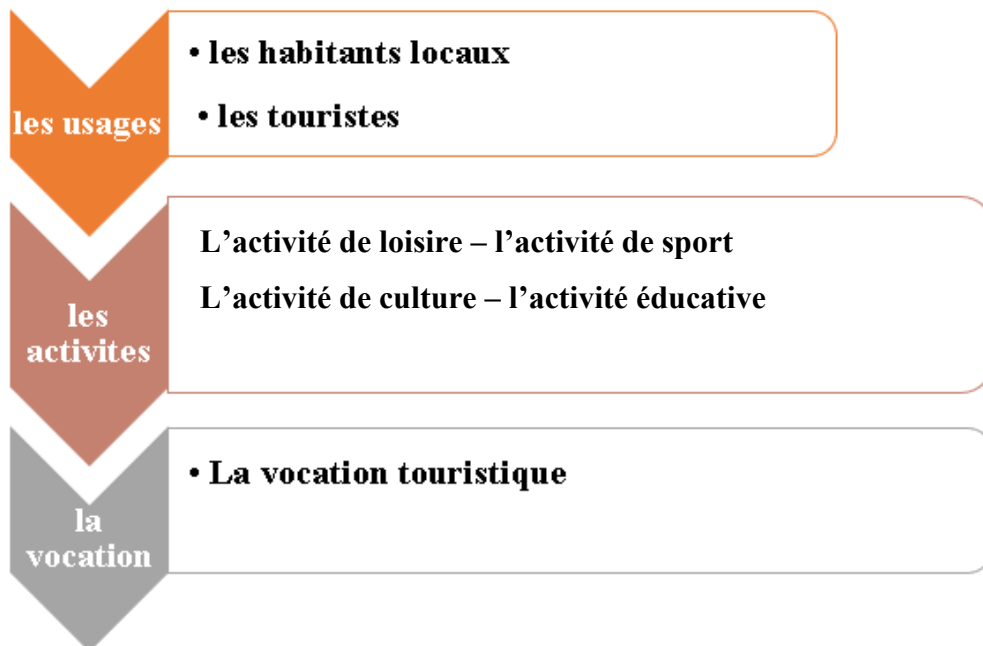 les usages
• les habitants locaux
• les touristes
les
activites
L’activité de loisire – l’activité de sport
L’activité de culture – l’activité éducative
la
vocation
• La vocation touristique